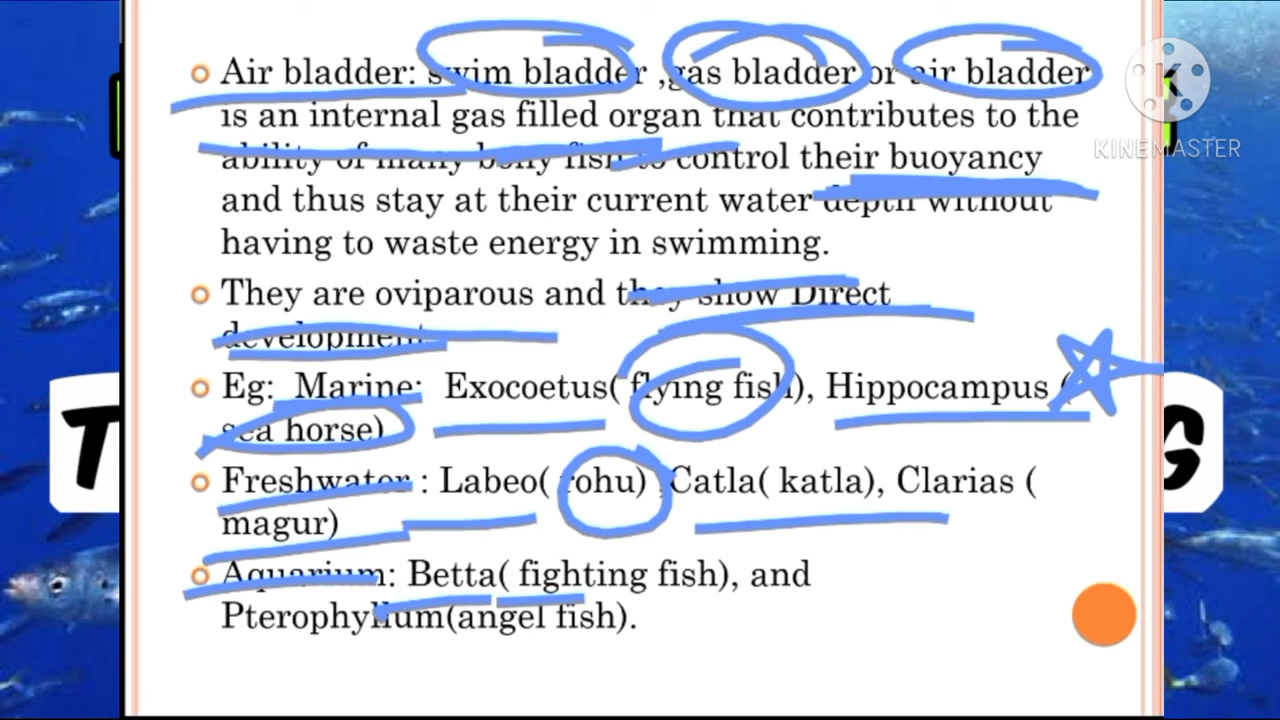 Air bladder: swim bladder ,gas bladder or air bladder
is an internal gas filled organ that contributes to the
ability of many bony fish to control their buoyancy
and thus stay at their current water depth without
having to waste energy in swimming.
They are oviparous and they show Direct
development
Eg: Marine: Exocoetus( flying fish), Hippocampus (
sea horse)
Freshwater : Labeo( rohu) ,Catla( katla), Clarias (
magur)
Aquarium: Betta( fighting fish), and
Pterophyllum(angel fish).
K
KINEMASTER
T
G